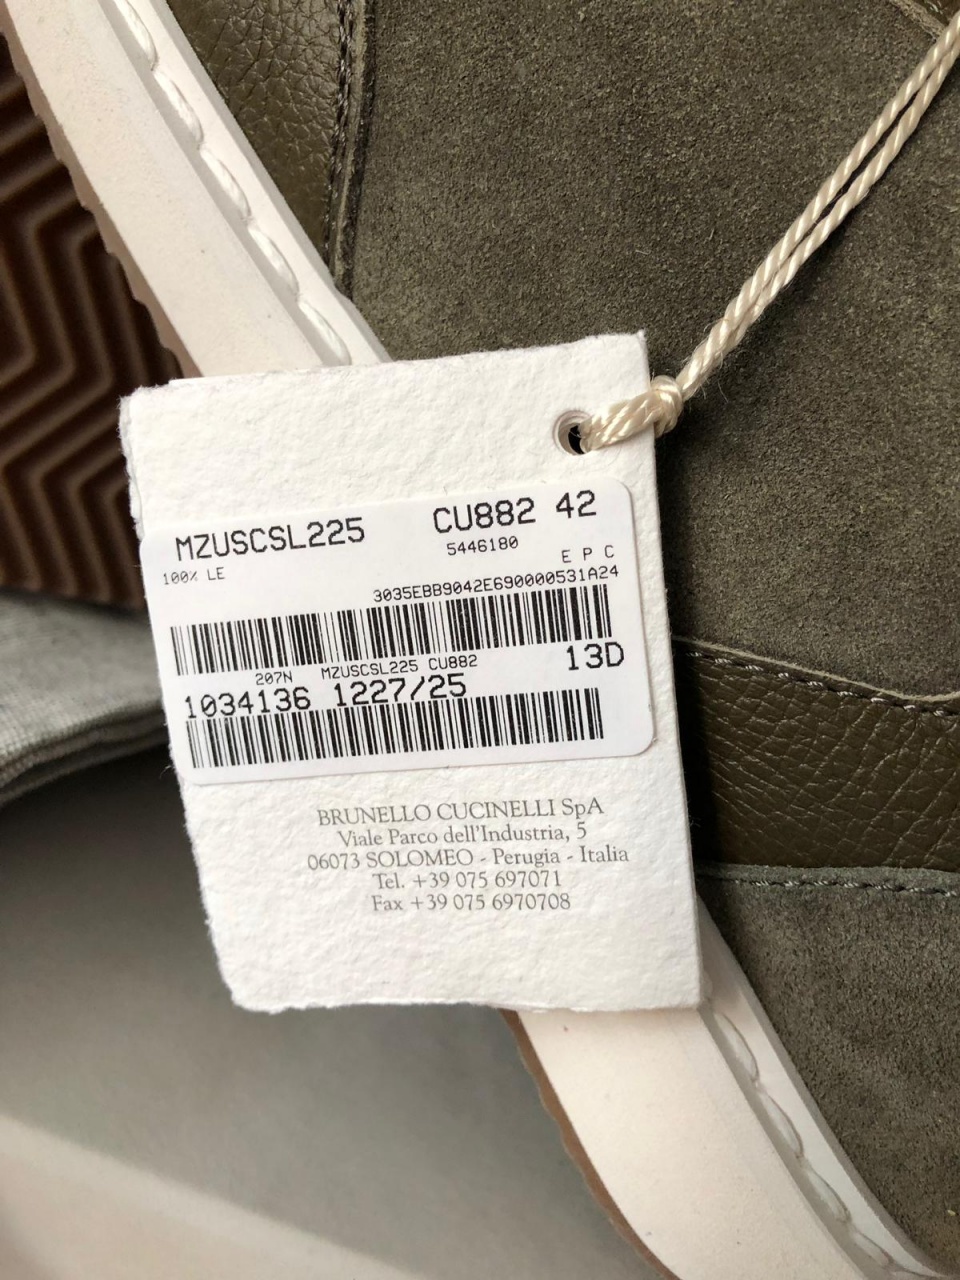 MZUSCSL225 CU882 42
100% LE 5446180
E P C
3035EBB9042E690000531A24
207N MZUSCSL225 CU882 13D
1034136 1227/25
BRUNELLO CUCINELLI SpA
Viale Parco dell'Industria, 5
06073 SOLOMEO - Perugia - Italia
Tel. +39 075 697071
Fax +39 075 6970708